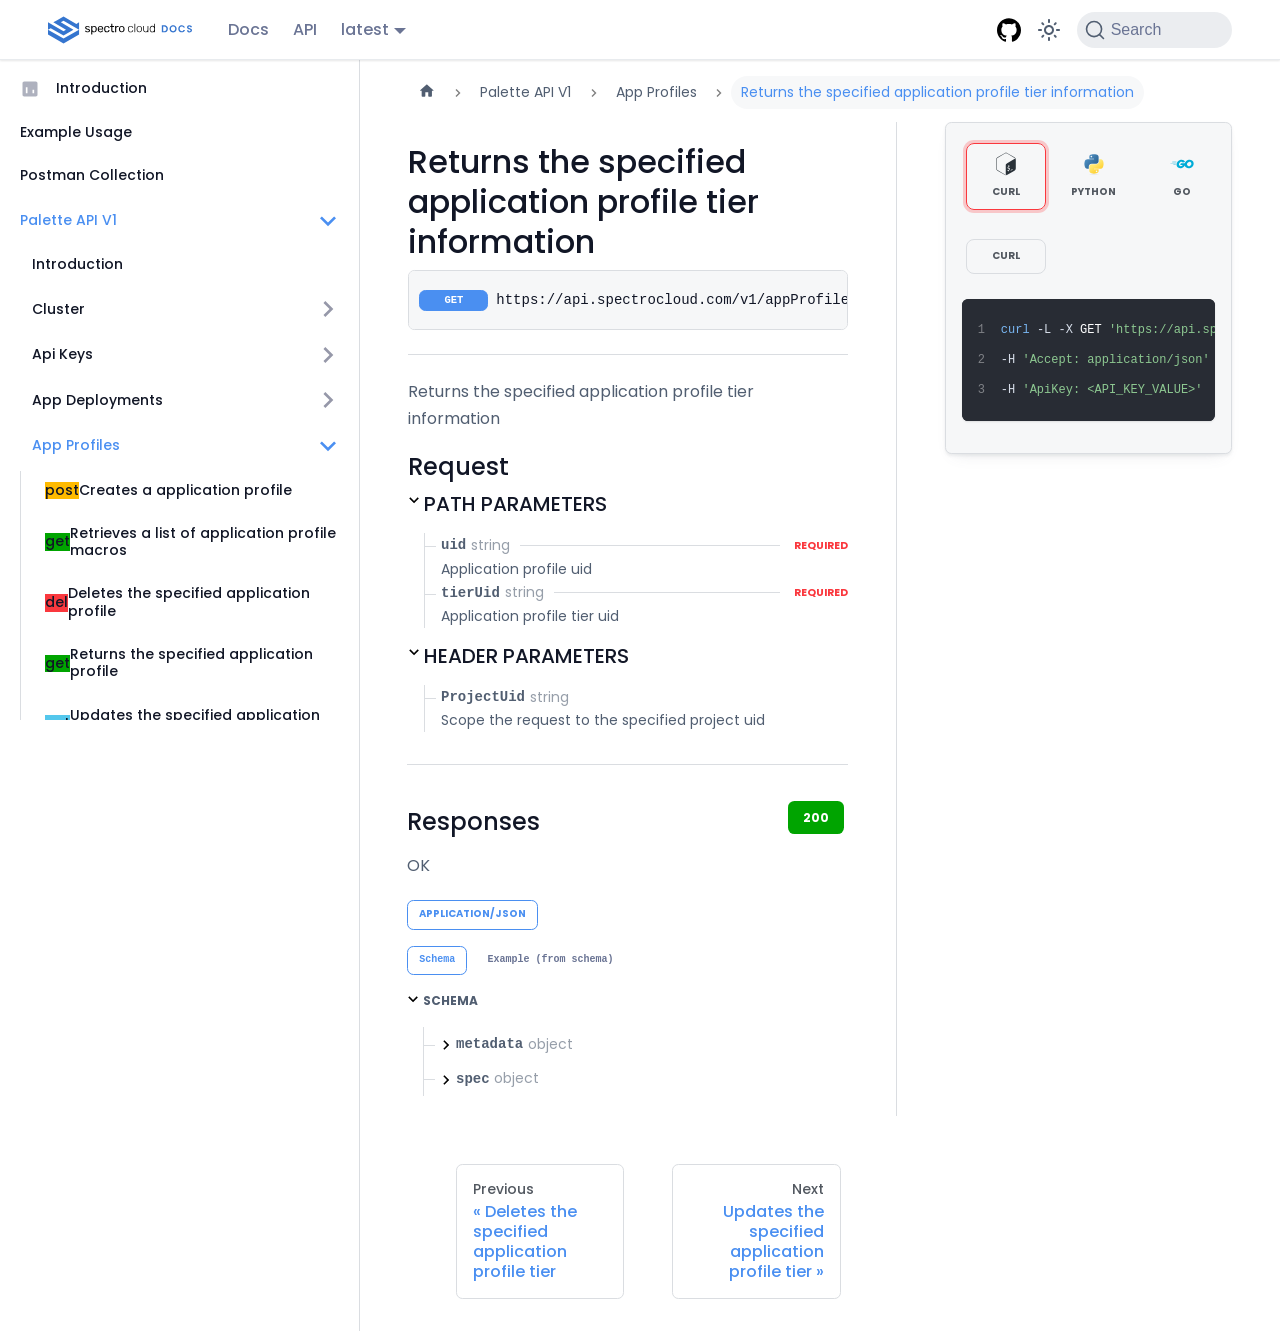 spectro cloud DOCS
Docs
API
latest
Search
Introduction
Example Usage
Postman Collection
Palette API V1
Introduction
Cluster
Api Keys
App Deployments
App Profiles
post Creates a application profile
get Retrieves a list of application profile
macros
del Deletes the specified application
profile
get Returns the specified application
profile
Updates the specified application
Palette API V1
App Profiles
Returns the specified application profile tier information
Returns the specified
application profile tier
information
GET https://api.spectrocloud.com/v1/appProfile
Returns the specified application profile tier
information
Request
PATH PARAMETERS
uid string REQUIRED
Application profile uid
tierUid string REQUIRED
Application profile tier uid
HEADER PARAMETERS
ProjectUid string
Scope the request to the specified project uid
Responses
200
OK
APPLICATION/JSON
Schema
Example (from schema)
SCHEMA
metadata object
spec object
CURL
PYTHON
GO
CURL
1 curl -L -X GET 'https://api.sp
2 -H 'Accept: application/json'
3 -H 'ApiKey: <API_KEY_VALUE>'
Previous
« Deletes the
specified
application
profile tier
Next
Updates the
specified
application
profile tier »